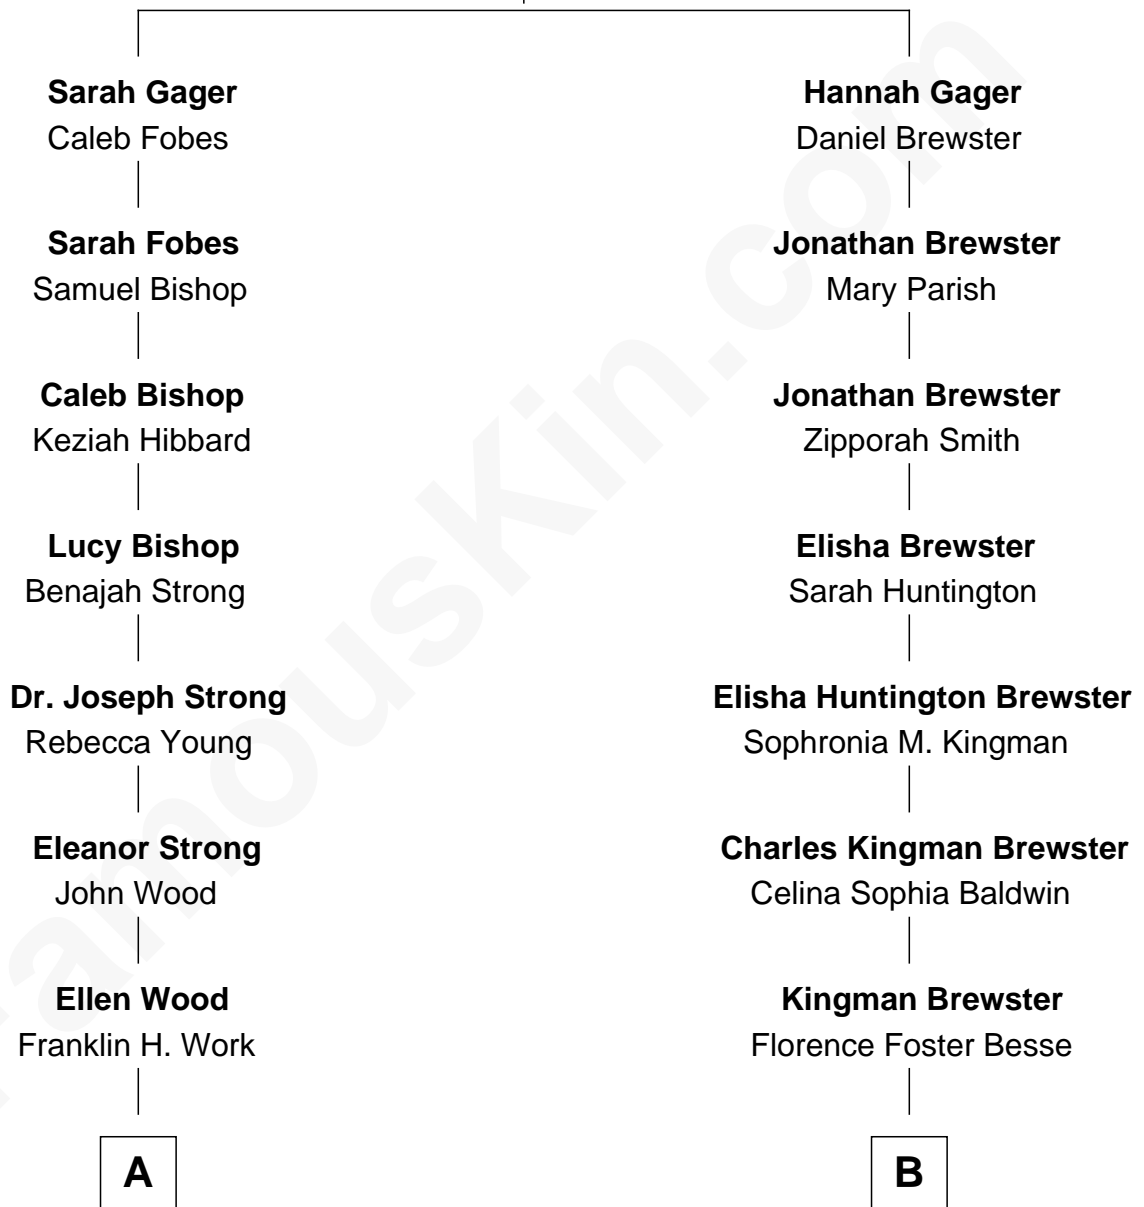 Sarah Gager
Caleb Fobes
Sarah Fobes
Samuel Bishop
Caleb Bishop
Keziah Hibbard
Lucy Bishop
Benajah Strong
Dr. Joseph Strong
Rebecca Young
Eleanor Strong
John Wood
Ellen Wood
Franklin H. Work
A
Hannah Gager
Daniel Brewster
Jonathan Brewster
Mary Parish
Jonathan Brewster
Zipporah Smith
Elisha Brewster
Sarah Huntington
Elisha Huntington Brewster
Sophronia M. Kingman
Charles Kingman Brewster
Celina Sophia Baldwin
Kingman Brewster
Florence Foster Besse
B
FamousKin.com